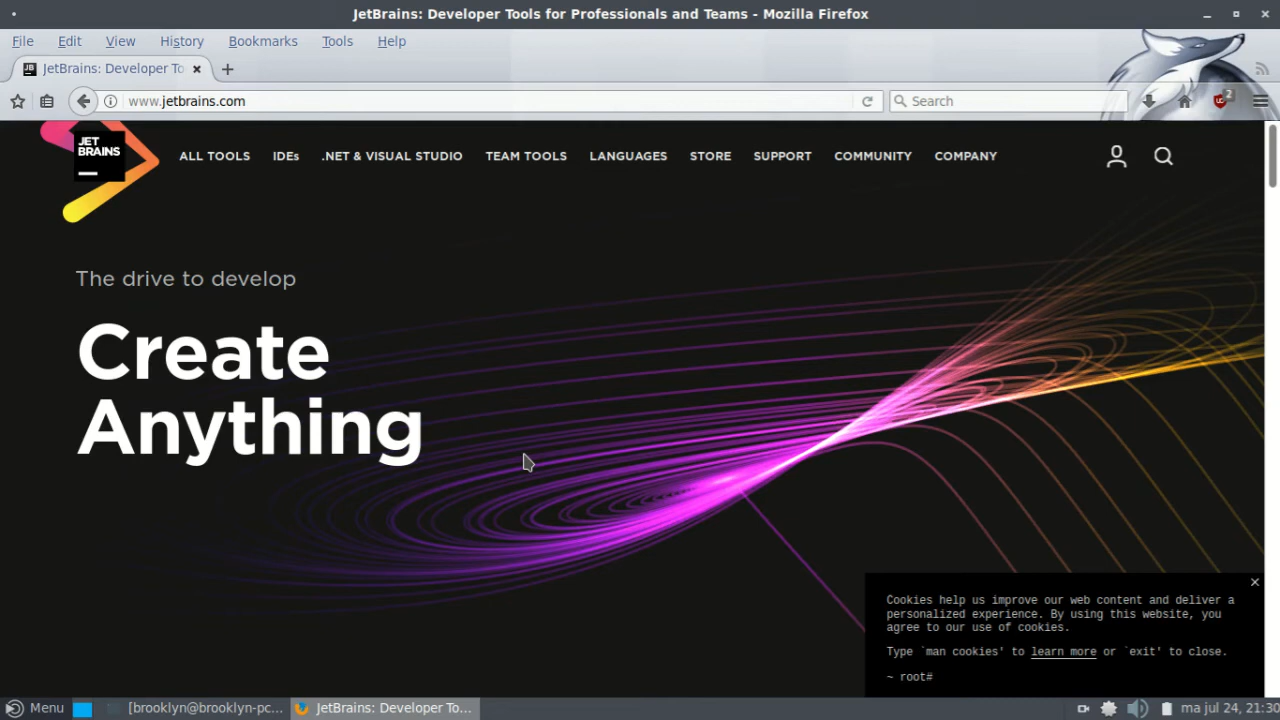 JetBrains: Developer Tools for Professionals and Teams - Mozilla Firefox
File Edit View History Bookmarks Tools Help
JB JetBrains: Developer To
www.jetbrains.com
Search
2
JET
BRAINS
ALL TOOLS IDEs .NET & VISUAL STUDIO TEAM TOOLS LANGUAGES STORE SUPPORT COMMUNITY COMPANY
The drive to develop
Create
Anything
Cookies help us improve our web content and deliver a
personalized experience. By using this website, you
agree to our use of cookies.
Type `man cookies' to learn more or `exit' to close.
~ root#
Menu [brooklyn@brooklyn-pc... JetBrains: Developer To... ma jul 24, 21:30